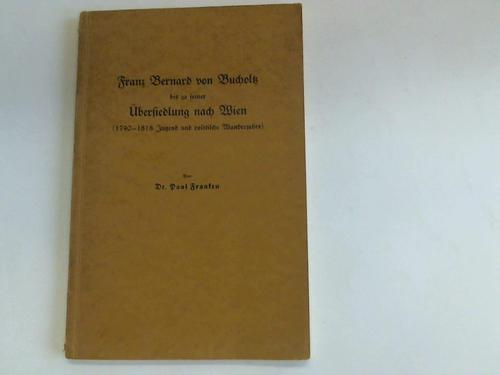 Franz Bernard von Bucholtz
bis zu seiner
Übersiedlung nach Wien
(1790–1818 Jugend und politische Wanderjahre)
Von
Dr. Paul Franken